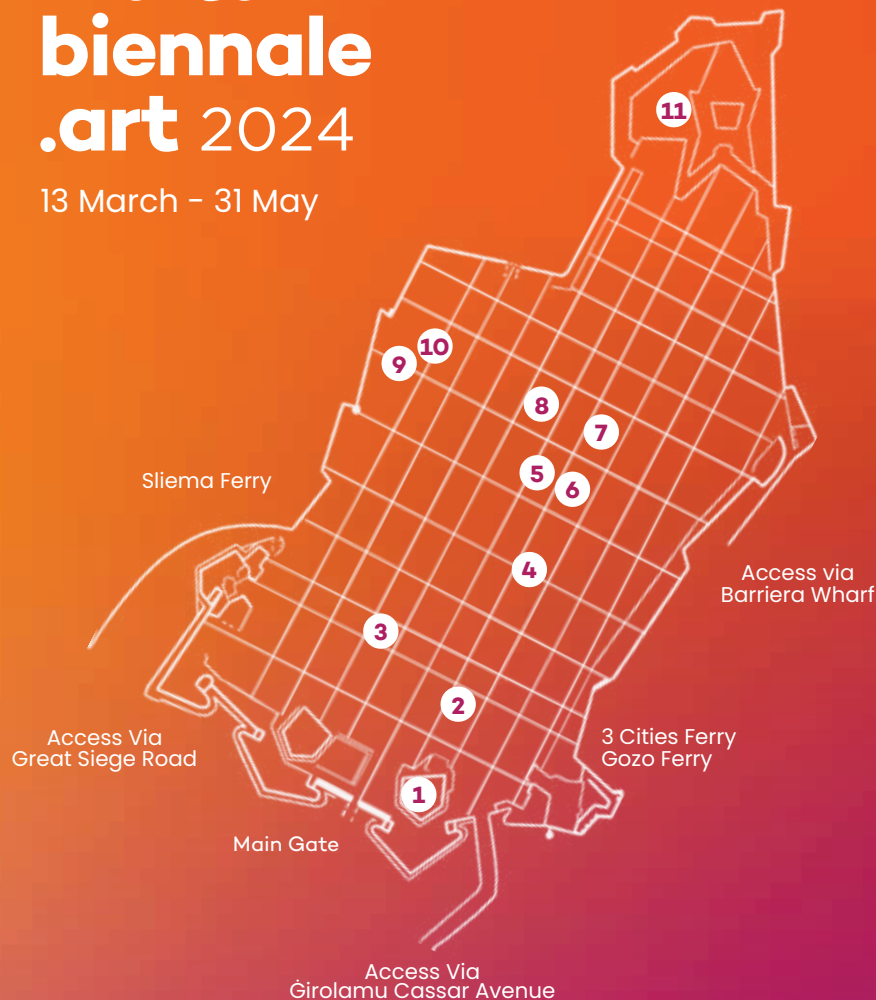 biennale
.art 2024
13 March - 31 May
11
10
9
8
7
5
6
Sliema Ferry
4
Access via
Barriera Wharf
3
2
Access Via
Great Siege Road
3 Cities Ferry
Gozo Ferry
1
Main Gate
Access Via
Ġirolamu Cassar Avenue